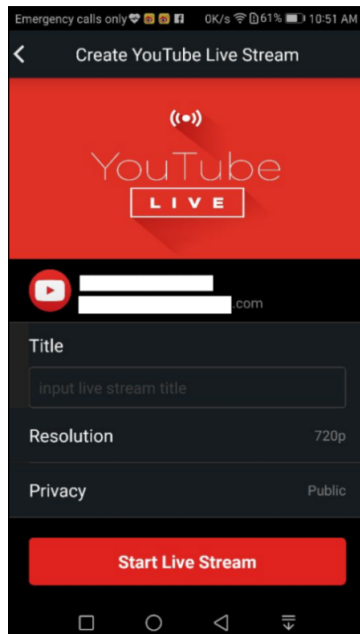 Emergency calls only 0K/s 61% 10:51 AM
Create YouTube Live Stream
YouTube
LIVE
.com
Title
input live stream title
Resolution 720p
Privacy Public
Start Live Stream